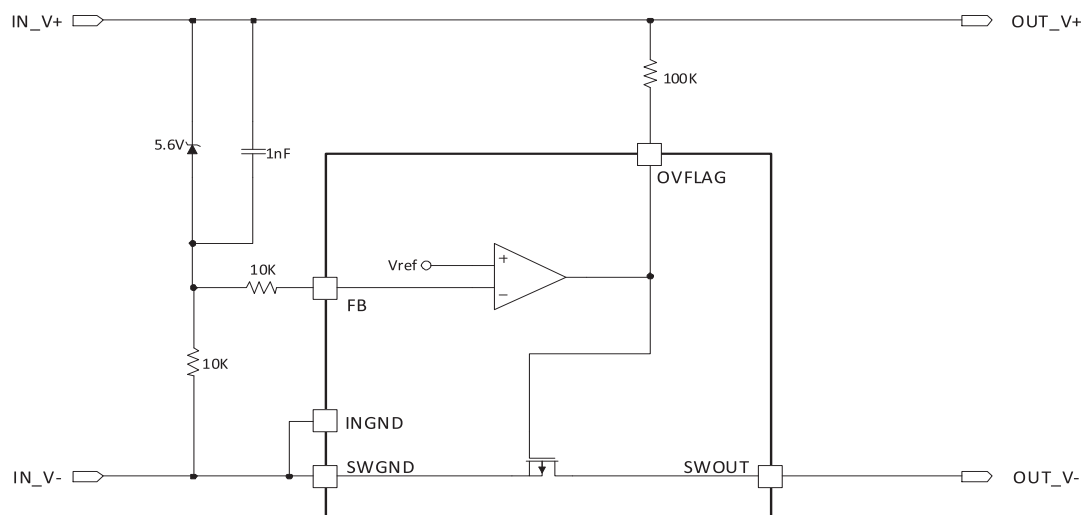 IN_V+
OUT_V+
100K
5.6V
1nF
OVFLAG
Vref
+
10K
−
FB
10K
INGND
SWGND
SWOUT
IN_V-
OUT_V-